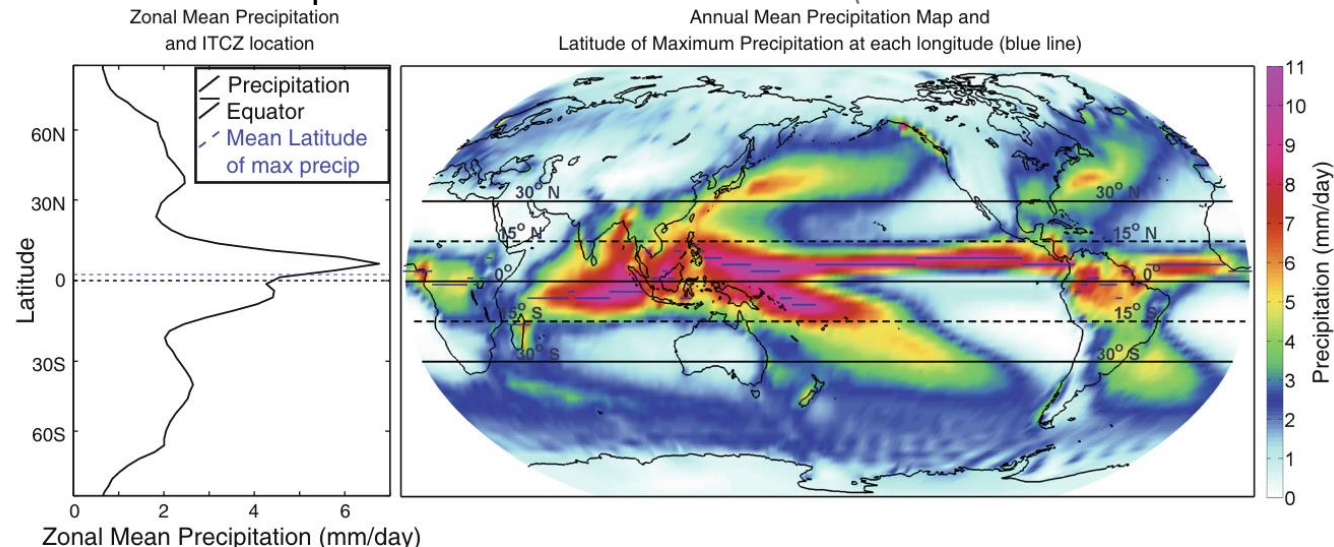 Zonal Mean Precipitation
and ITCZ location
Precipitation
Equator
Mean Latitude
of max precip
Latitude
60N
30N
0
30S
60S
0
2
4
6
Zonal Mean Precipitation (mm/day)
Annual Mean Precipitation Map and
Latitude of Maximum Precipitation at each longitude (blue line)
30° N
30° N
15° N
15° N
0°
0°
15° S
15° S
30° S
30° S
11
10
9
8
7
6
5
4
3
2
1
0
Precipitation (mm/day)